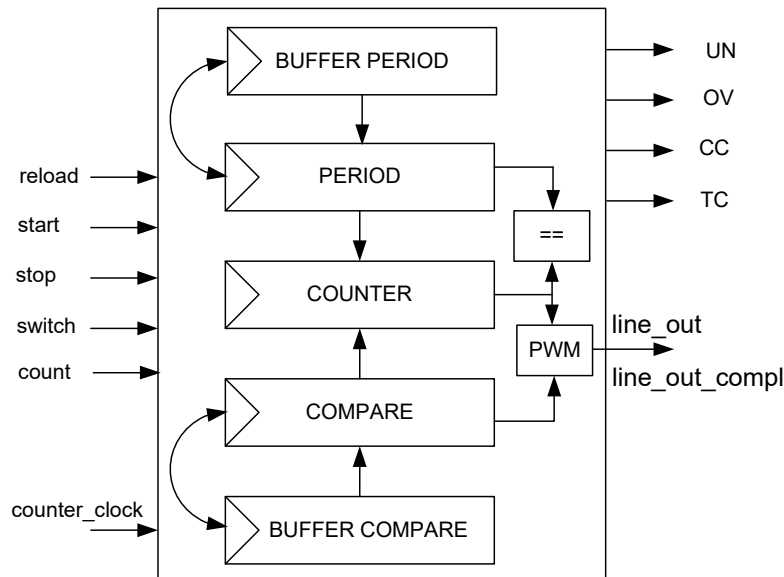 BUFFER PERIOD
PERIOD
==
COUNTER
PWM
COMPARE
BUFFER COMPARE
reload
start
stop
switch
count
counter_clock
UN
OV
CC
TC
line_out
line_out_compl